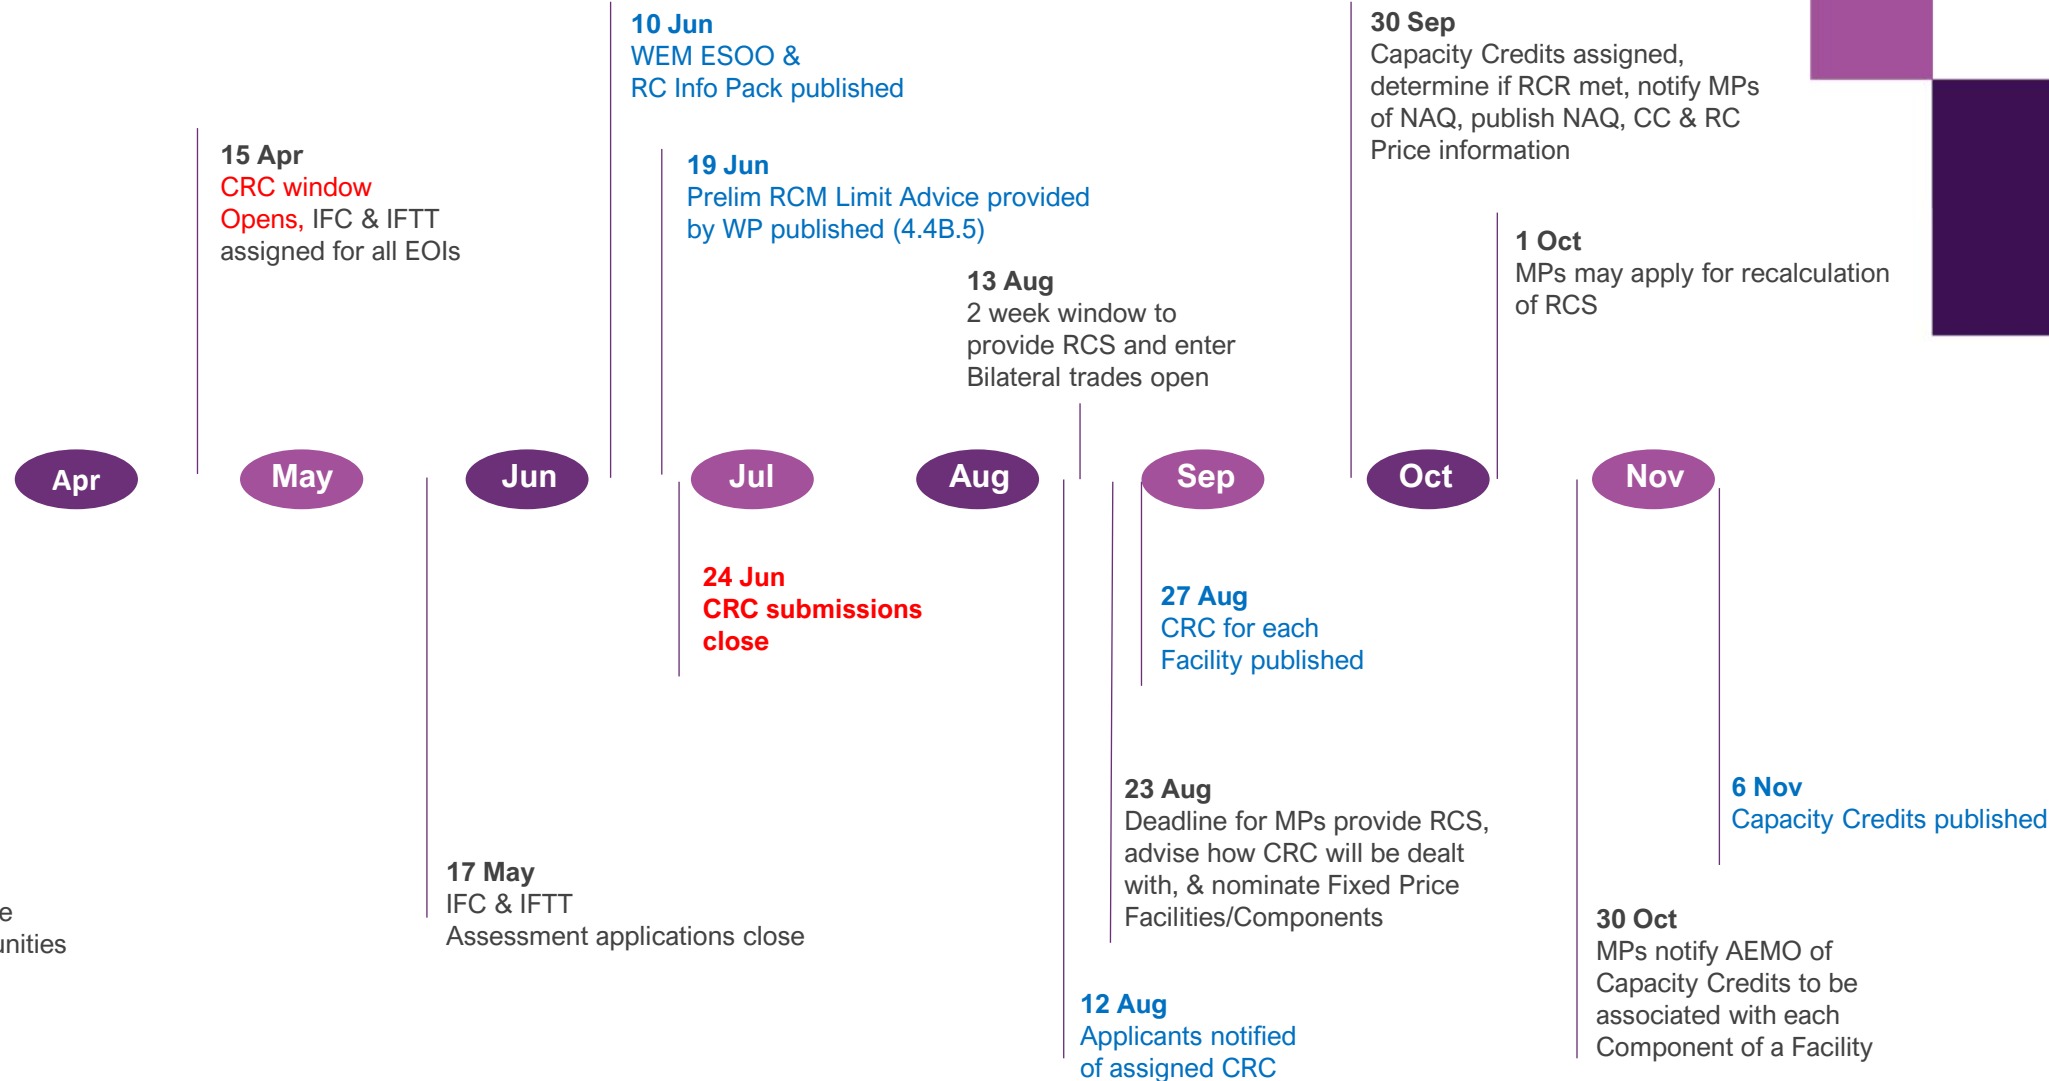 10 Jun
WEM ESOO &
RC Info Pack published
30 Sep
Capacity Credits assigned,
determine if RCR met, notify MPs
of NAQ, publish NAQ, CC & RC
Price information
15 Apr
CRC window
Opens, IFC & IFTT
assigned for all EOIs
19 Jun
Prelim RCM Limit Advice provided
by WP published (4.4B.5)
1 Oct
MPs may apply for recalculation
of RCS
13 Aug
2 week window to
provide RCS and enter
Bilateral trades open
Apr
May
Jun
Jul
Aug
Sep
Oct
Nov
24 Jun
CRC submissions
close
27 Aug
CRC for each
Facility published
23 Aug
Deadline for MPs provide RCS,
advise how CRC will be dealt
with, & nominate Fixed Price
Facilities/Components
6 Nov
Capacity Credits published
17 May
IFC & IFTT
Assessment applications close
30 Oct
MPs notify AEMO of
Capacity Credits to be
associated with each
Component of a Facility
12 Aug
Applicants notified
of assigned CRC